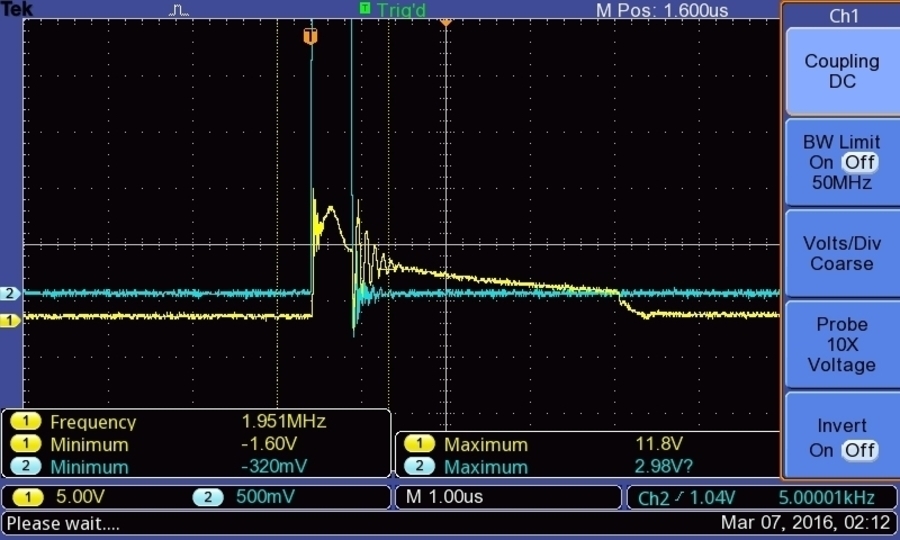 Tek
Trig'd
M Pos: 1.600us
Ch1
T
Coupling
DC
BW Limit
On Off
50MHz
Volts/Div
Coarse
2
1
Probe
10X
Voltage
1 Frequency 1.951MHz
1 Minimum -1.60V
2 Minimum -320mV
1 Maximum 11.8V
2 Maximum 2.98V?
Invert
On Off
1 5.00V 2 500mV M 1.00us Ch2 1.04V 5.00001kHz
Please wait.... Mar 07, 2016, 02:12